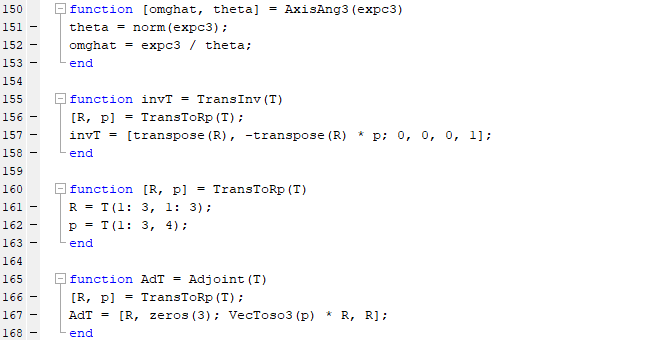 150 function [omghat, theta] = AxisAng3(expc3)
151 theta = norm(expc3);
152 omghat = expc3 / theta;
153 end
154
155 function invT = TransInv(T)
156 [R, p] = TransToRp(T);
157 invT = [transpose(R), -transpose(R) * p; 0, 0, 0, 1];
158 end
159
160 function [R, p] = TransToRp(T)
161 R = T(1: 3, 1: 3);
162 p = T(1: 3, 4);
163 end
164
165 function AdT = Adjoint(T)
166 [R, p] = TransToRp(T);
167 AdT = [R, zeros(3); VecToso3(p) * R, R];
168 end